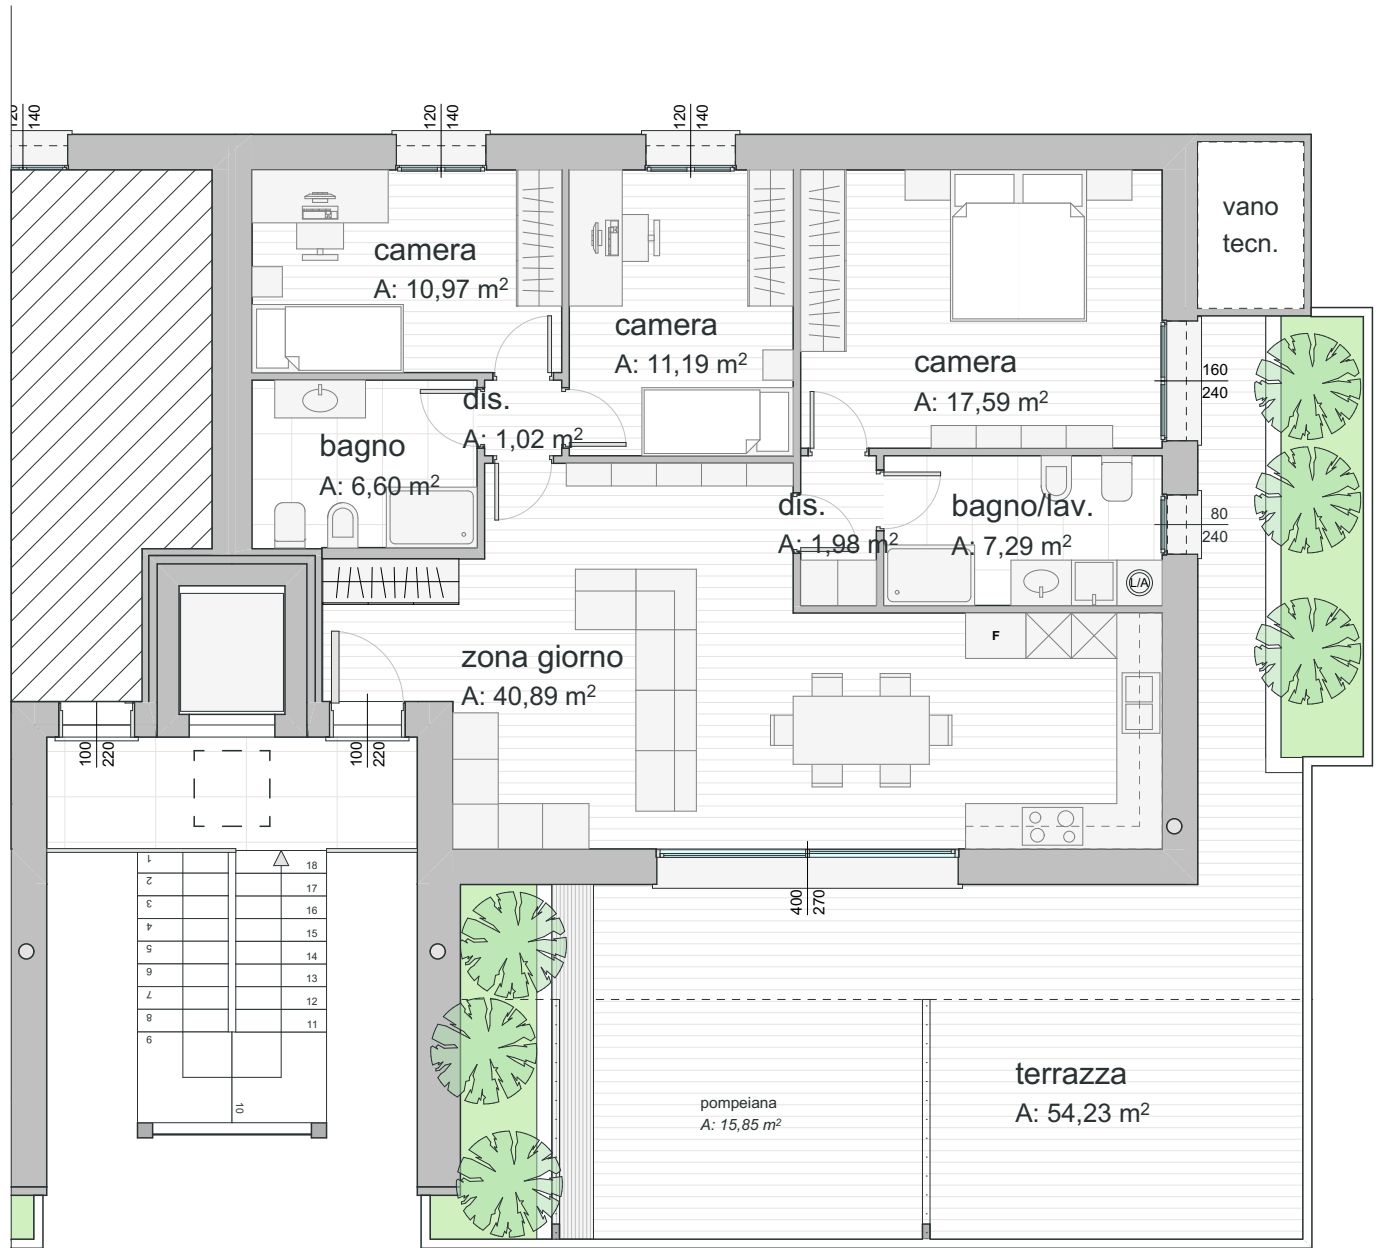 120
140
120
140
120
140
vano
tecn.
camera
A: 10,97 m²
camera
A: 11,19 m²
camera
A: 17,59 m²
160
240
dis.
A: 1,02 m²
bagno
A: 6,60 m²
dis.
A: 1,98 m²
bagno/lav.
A: 7,29 m²
80
240
L/A
F
zona giorno
A: 40,89 m²
100
220
100
220
1
2
3
4
5
6
7
8
9
10
18
17
16
15
14
13
12
11
400
270
pompeiana
A: 15,85 m²
terrazza
A: 54,23 m²